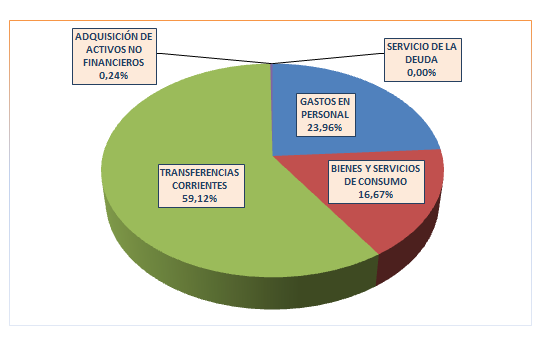 ADQUISICIÓN DE
ACTIVOS NO
FINANCIEROS
0,24%
SERVICIO DE LA
DEUDA
0,00%
GASTOS EN
PERSONAL
23,96%
BIENES Y SERVICIOS
DE CONSUMO
16,67%
TRANSFERENCIAS
CORRIENTES
59,12%